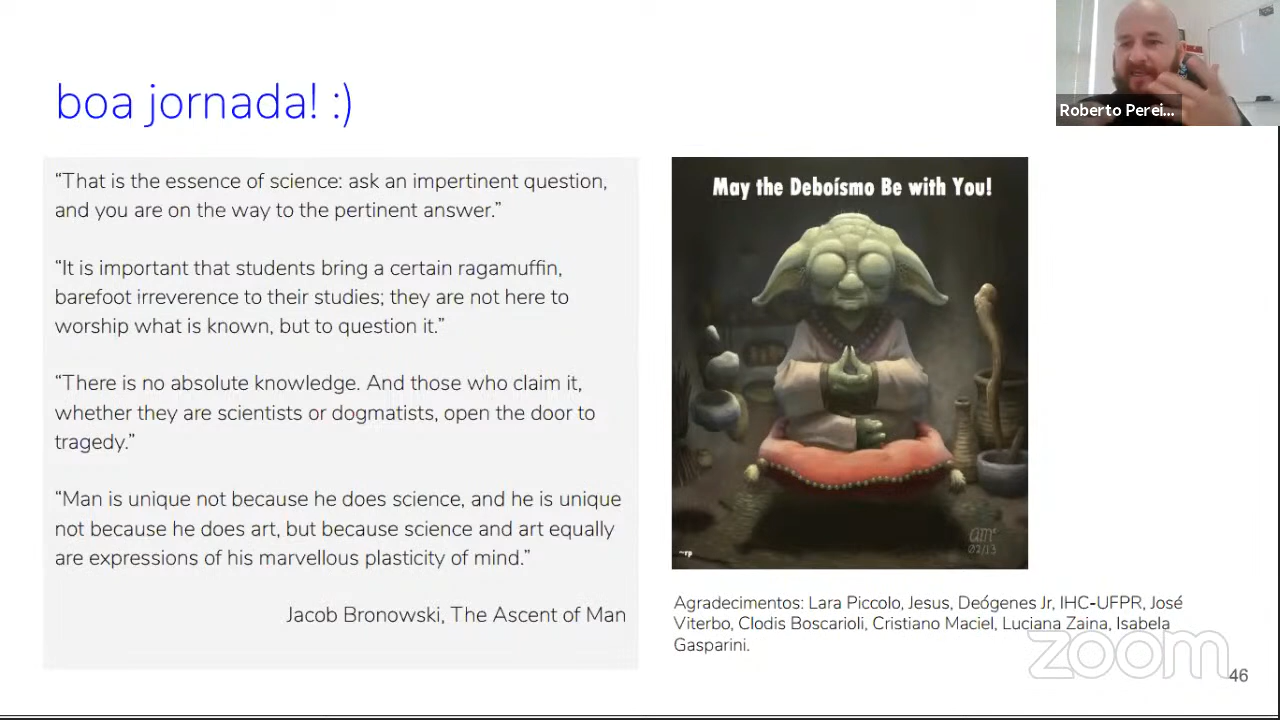 boa jornada! :)
Roberto Perei...
“That is the essence of science: ask an impertinent question,
and you are on the way to the pertinent answer.”
“It is important that students bring a certain ragamuffin,
barefoot irreverence to their studies; they are not here to
worship what is known, but to question it.”
“There is no absolute knowledge. And those who claim it,
whether they are scientists or dogmatists, open the door to
tragedy.”
“Man is unique not because he does science, and he is unique
not because he does art, but because science and art equally
are expressions of his marvellous plasticity of mind.”
Jacob Bronowski, The Ascent of Man
May the Deboísmo Be with You!
02/13
Agradecimentos: Lara Piccolo, Jesus, Deógenes Jr, IHC-UFPR, José
Viterbo, Clodis Boscarioli, Cristiano Maciel, Luciana Zaina, Isabela
Gasparini.
zoom
46